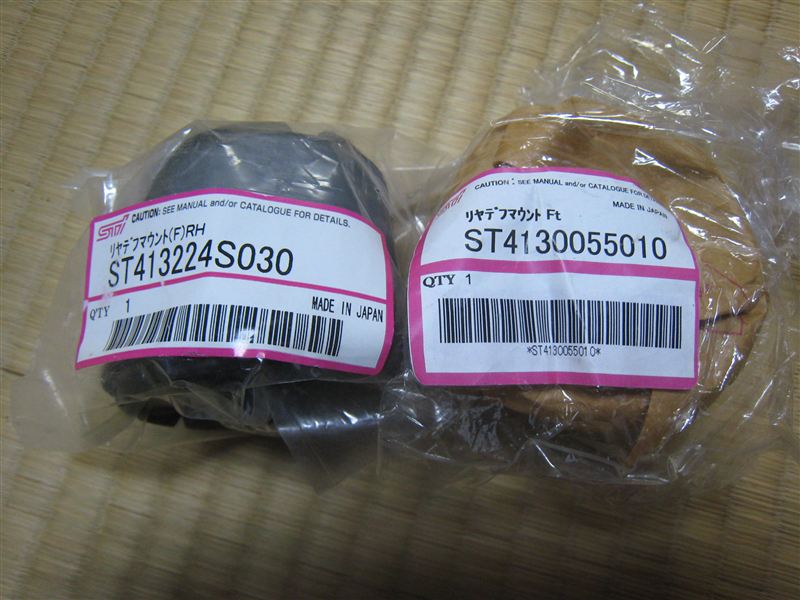 STI CAUTION: SEE MANUAL and/or CATALOGUE FOR DETAILS.
リヤデフマウント(F)RH
ST413224S030
QTY 1
MADE IN JAPAN
CAUTION: SEE MANUAL and/or CATALOGUE FOR DETAILS
MADE IN JAPAN
リヤデフマウント Ft
ST4130055010
QTY 1
*ST4130055010*